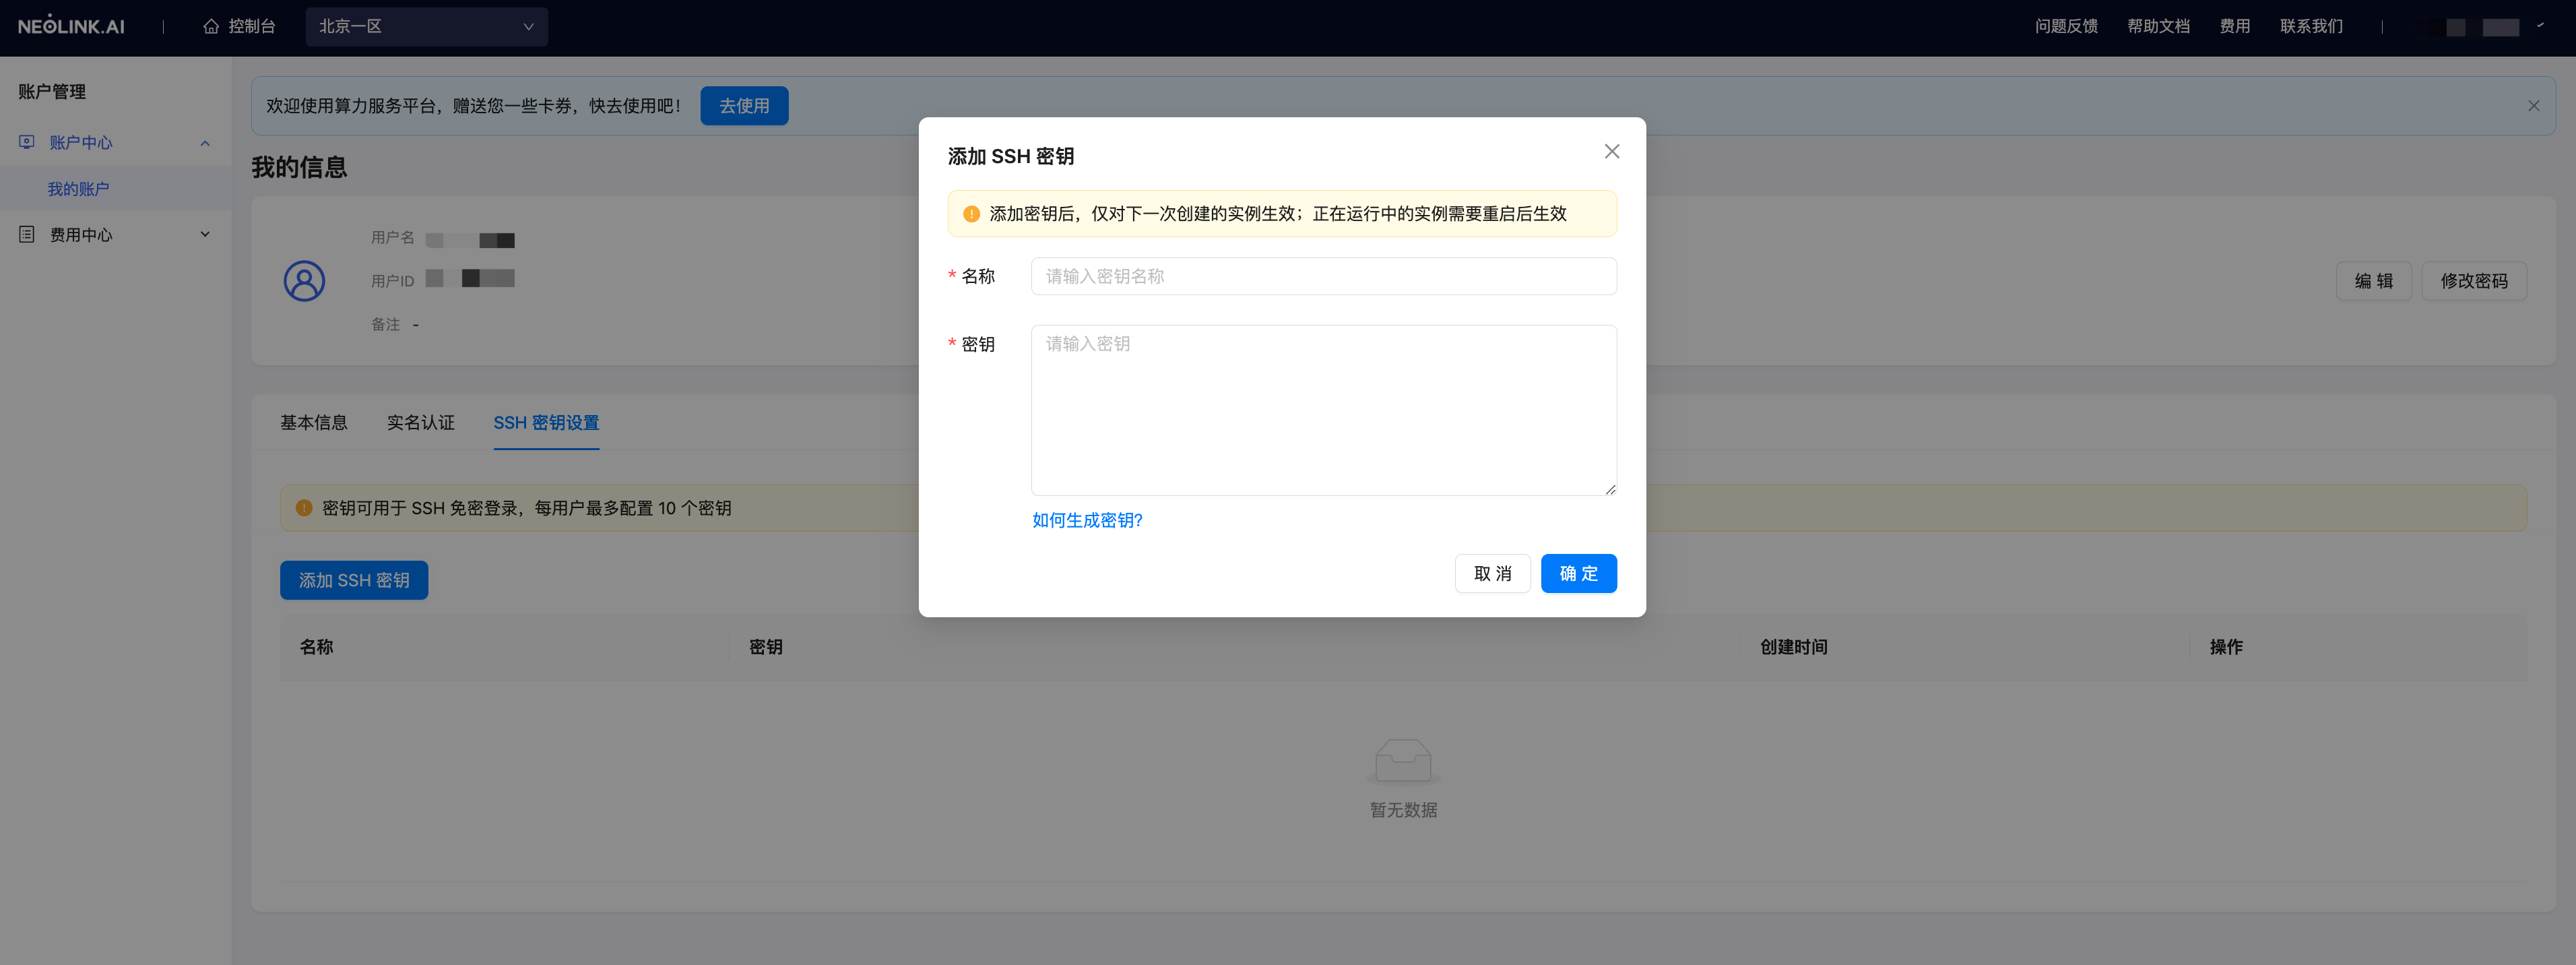 NEOLINK.AI
控制台
北京一区
问题反馈
帮助文档
费用
联系我们
账户管理
账户中心
我的账户
费用中心
欢迎使用算力服务平台，赠送您一些卡券，快去使用吧！
去使用
我的信息
用户名
用户ID
备注 -
编 辑
修改密码
基本信息
实名认证
SSH 密钥设置
密钥可用于 SSH 免密登录，每用户最多配置 10 个密钥
添加 SSH 密钥
名称
密钥
创建时间
操作
暂无数据
添加 SSH 密钥
添加密钥后，仅对下一次创建的实例生效；正在运行中的实例需要重启后生效
* 名称
请输入密钥名称
* 密钥
请输入密钥
如何生成密钥?
取 消
确 定